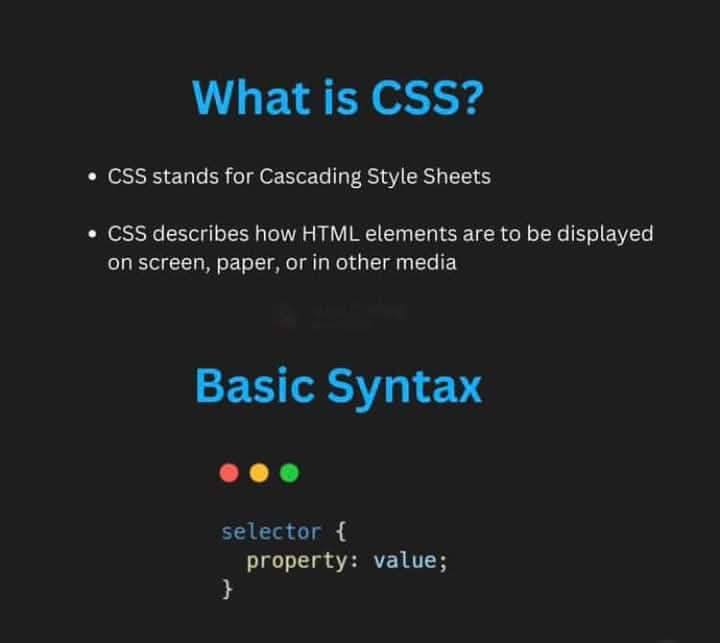 What is CSS?
• CSS stands for Cascading Style Sheets
• CSS describes how HTML elements are to be displayed
on screen, paper, or in other media
Basic Syntax
selector {
  property: value;
}